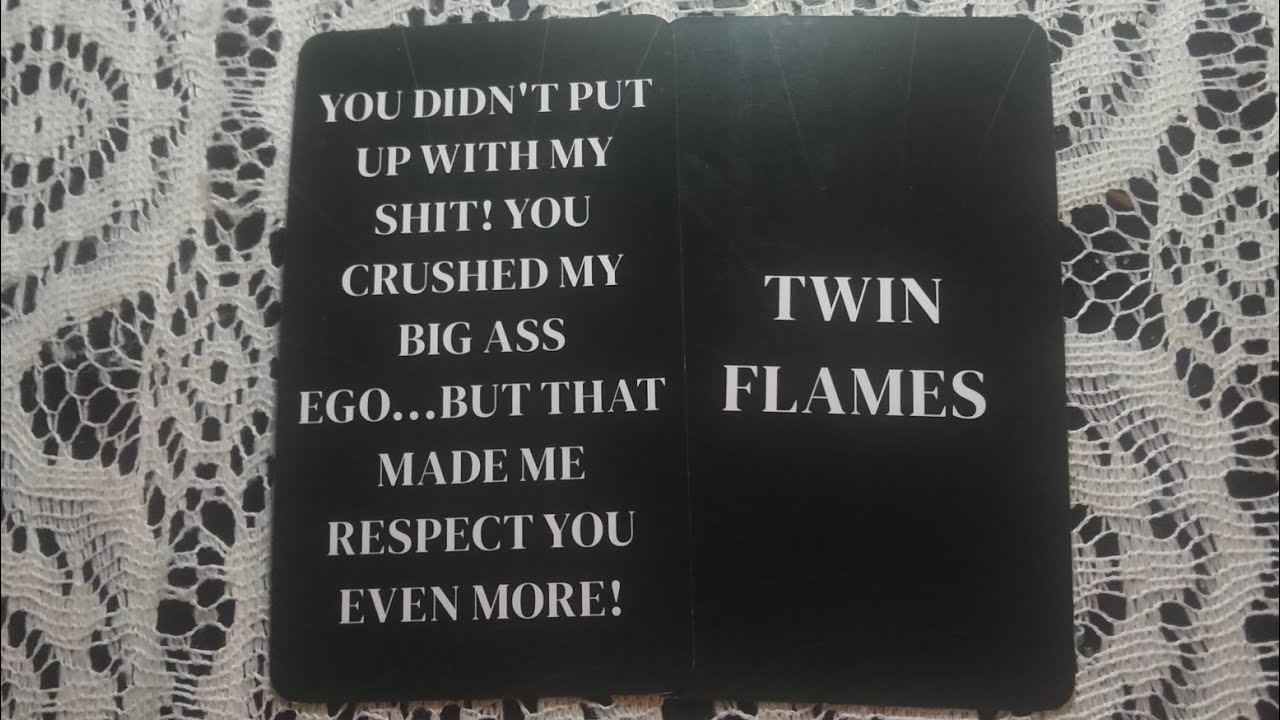 YOU DIDN'T PUT
UP WITH MY
SHIT! YOU
CRUSHED MY
BIG ASS
EGO...BUT THAT
MADE ME
RESPECT YOU
EVEN MORE!
TWIN
FLAMES